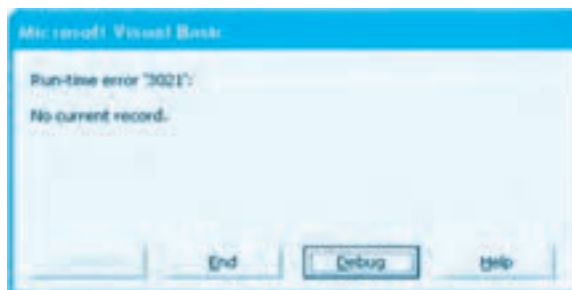 Microsoft Visual Basic
Run-time error '3021':
No current record.
End
Debug
Help